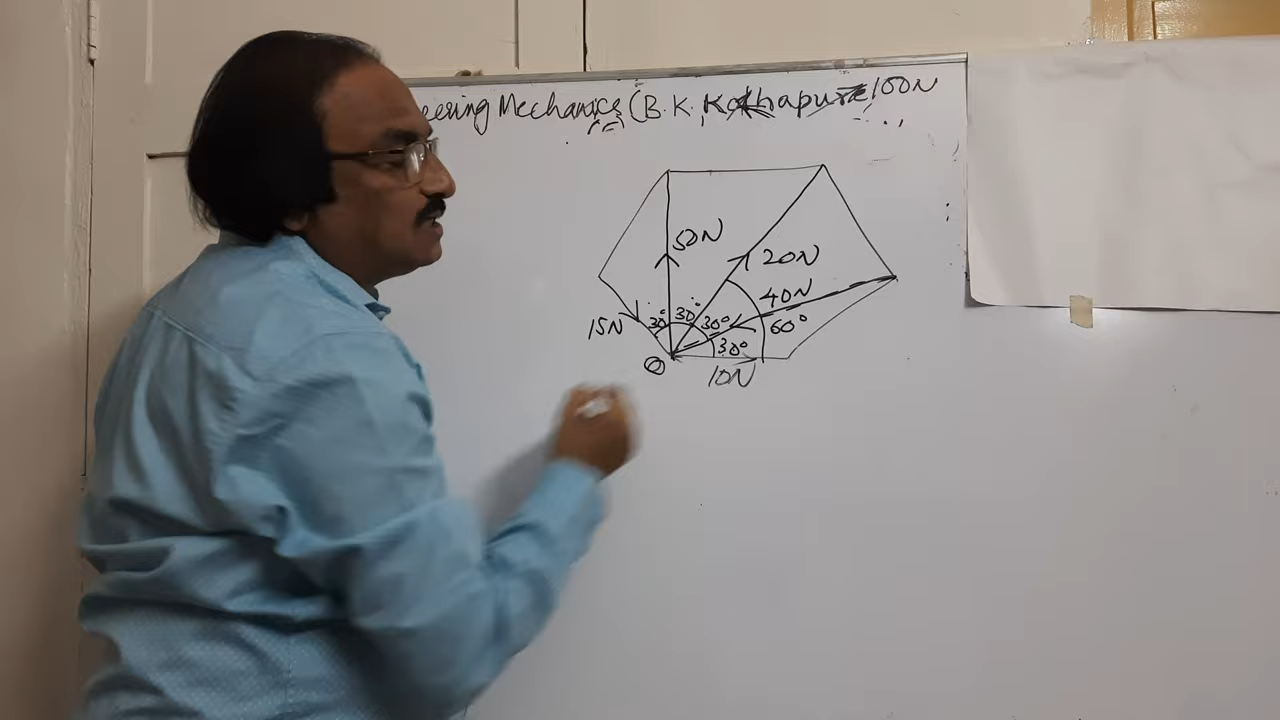 eering Mechanics (B.K. Kolhapure 100N
50N
20N
40N
15N
30°
30°
30°
60°
30°
10N
O